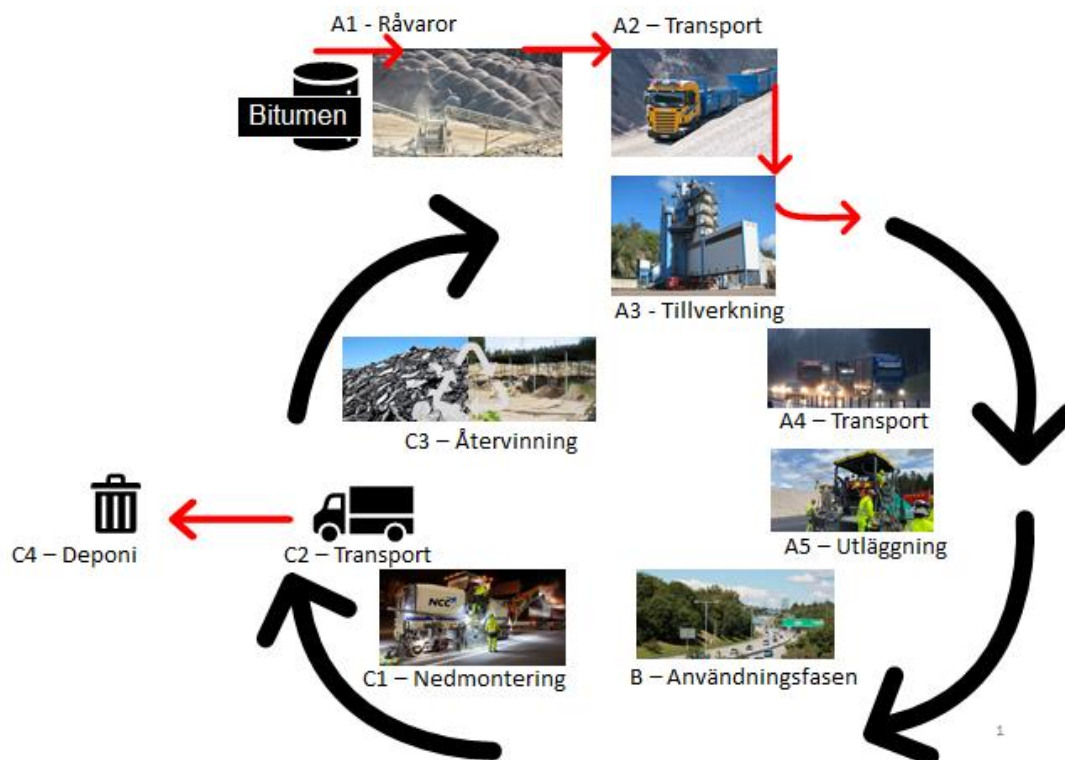 A1 - Råvaror
A2 – Transport
Bitumen
A3 - Tillverkning
A4 – Transport
C3 – Återvinning
A5 – Utläggning
C4 – Deponi
C2 – Transport
NCC
C1 – Nedmontering
B – Användningsfasen
1